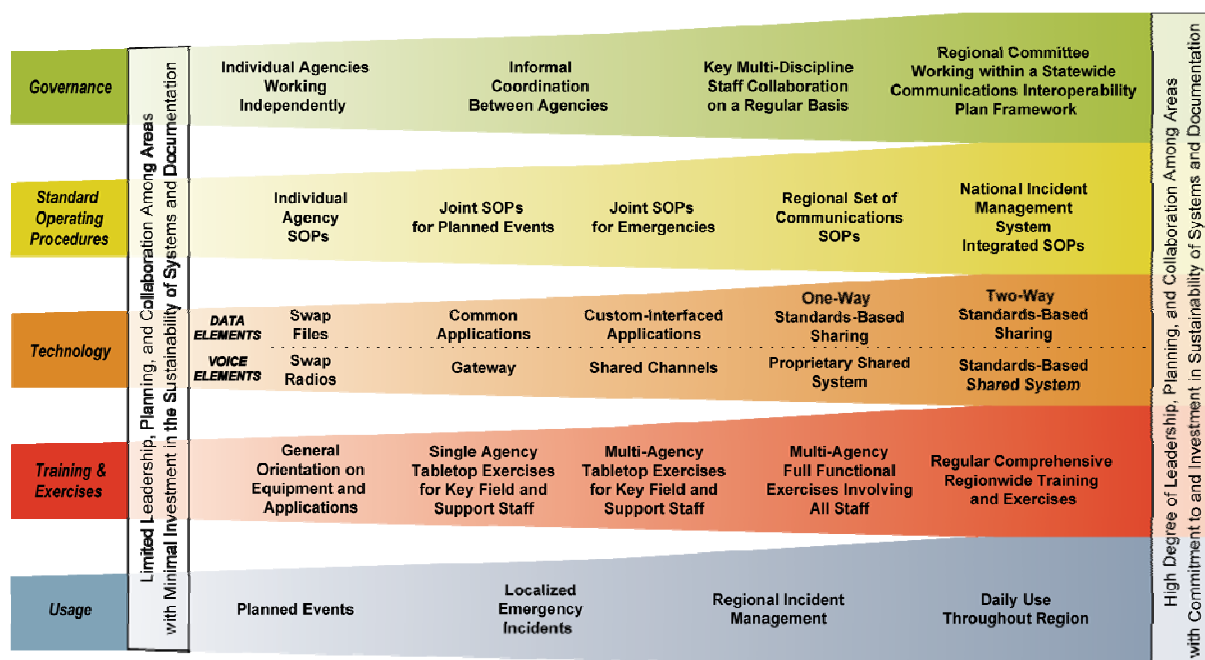 Limited Leadership, Planning, and Collaboration Among Areas
with Minimal Investment in the Sustainability of Systems and Documentation
Governance
Individual Agencies
Working
Independently
Informal
Coordination
Between Agencies
Key Multi-Discipline
Staff Collaboration
on a Regular Basis
Regional Committee
Working within a Statewide
Communications Interoperability
Plan Framework
Standard
Operating
Procedures
Individual
Agency
SOPs
Joint SOPs
for Planned Events
Joint SOPs
for Emergencies
Regional Set of
Communications
SOPs
National Incident
Management
System
Integrated SOPs
Technology
DATA
ELEMENTS
Swap
Files
Common
Applications
Custom-Interfaced
Applications
One-Way
Standards-Based
Sharing
Two-Way
Standards-Based
Sharing
VOICE
ELEMENTS
Swap
Radios
Gateway
Shared Channels
Proprietary Shared
System
Standards-Based
Shared System
Training &
Exercises
General
Orientation on
Equipment and
Applications
Single Agency
Tabletop Exercises
for Key Field and
Support Staff
Multi-Agency
Tabletop Exercises
for Key Field and
Support Staff
Multi-Agency
Full Functional
Exercises Involving
All Staff
Regular Comprehensive
Regionwide Training
and Exercises
Usage
Planned Events
Localized
Emergency
Incidents
Regional Incident
Management
Daily Use
Throughout Region
High Degree of Leadership, Planning, and Collaboration Among Areas
with Commitment to and Investment in Sustainability of Systems and Documentation